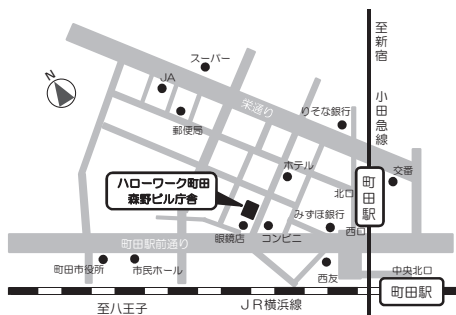 至新宿
小田急線
スーパー
N
JA
栄通り
りそな銀行
郵便局
ホテル
交番
北口
町田駅
ハローワーク町田
森野ビル庁舎
みずほ銀行
西口
眼鏡店
コンビニ
町田駅前通り
町田市役所
市民ホール
西友
中央北口
町田駅
至八王子
JR横浜線